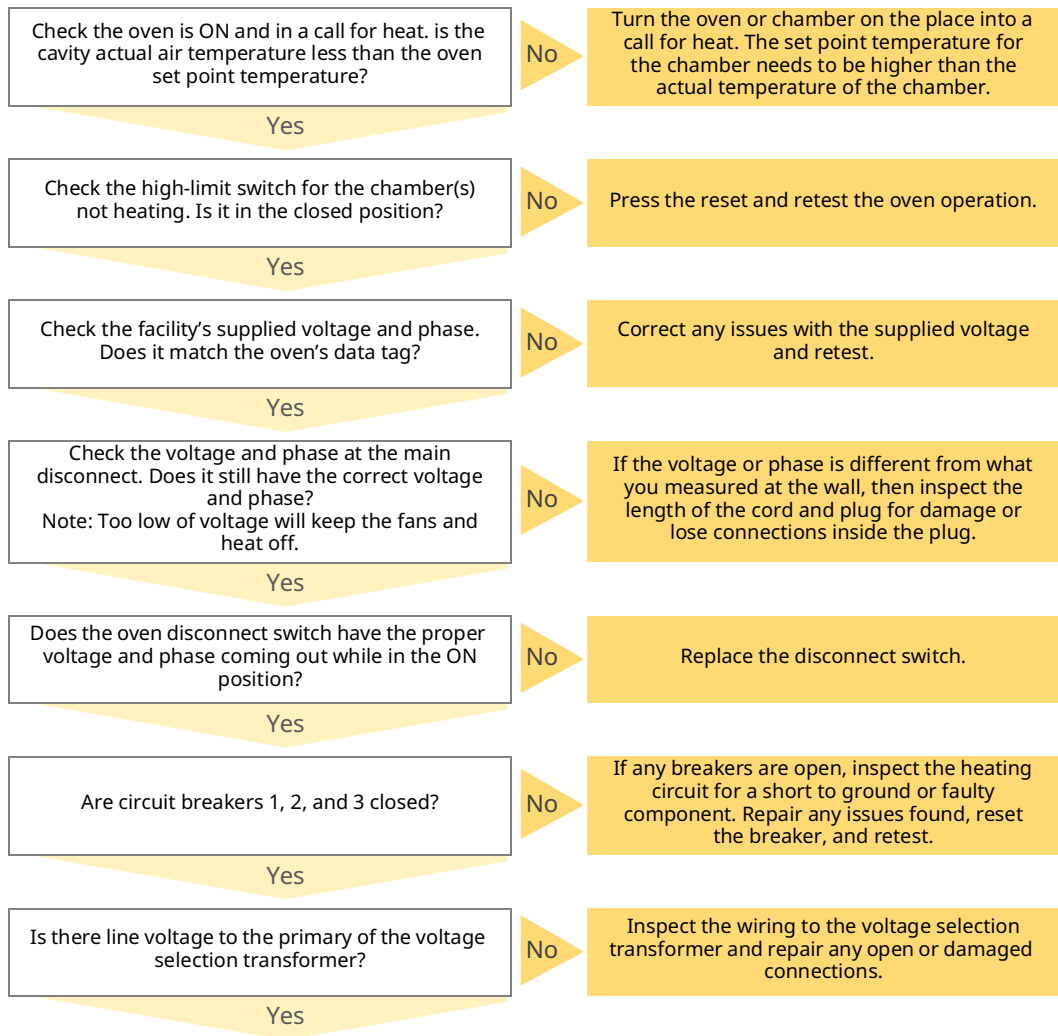 Check the oven is ON and in a call for heat. is the
cavity actual air temperature less than the oven
set point temperature?
No
Turn the oven or chamber on the place into a
call for heat. The set point temperature for
the chamber needs to be higher than the
actual temperature of the chamber.
Yes
Check the high-limit switch for the chamber(s)
not heating. Is it in the closed position?
No
Press the reset and retest the oven operation.
Yes
Check the facility’s supplied voltage and phase.
Does it match the oven’s data tag?
No
Correct any issues with the supplied voltage
and retest.
Yes
Check the voltage and phase at the main
disconnect. Does it still have the correct voltage
and phase?
Note: Too low of voltage will keep the fans and
heat off.
No
If the voltage or phase is different from what
you measured at the wall, then inspect the
length of the cord and plug for damage or
lose connections inside the plug.
Yes
Does the oven disconnect switch have the proper
voltage and phase coming out while in the ON
position?
No
Replace the disconnect switch.
Yes
Are circuit breakers 1, 2, and 3 closed?
No
If any breakers are open, inspect the heating
circuit for a short to ground or faulty
component. Repair any issues found, reset
the breaker, and retest.
Yes
Is there line voltage to the primary of the voltage
selection transformer?
No
Inspect the wiring to the voltage selection
transformer and repair any open or damaged
connections.
Yes